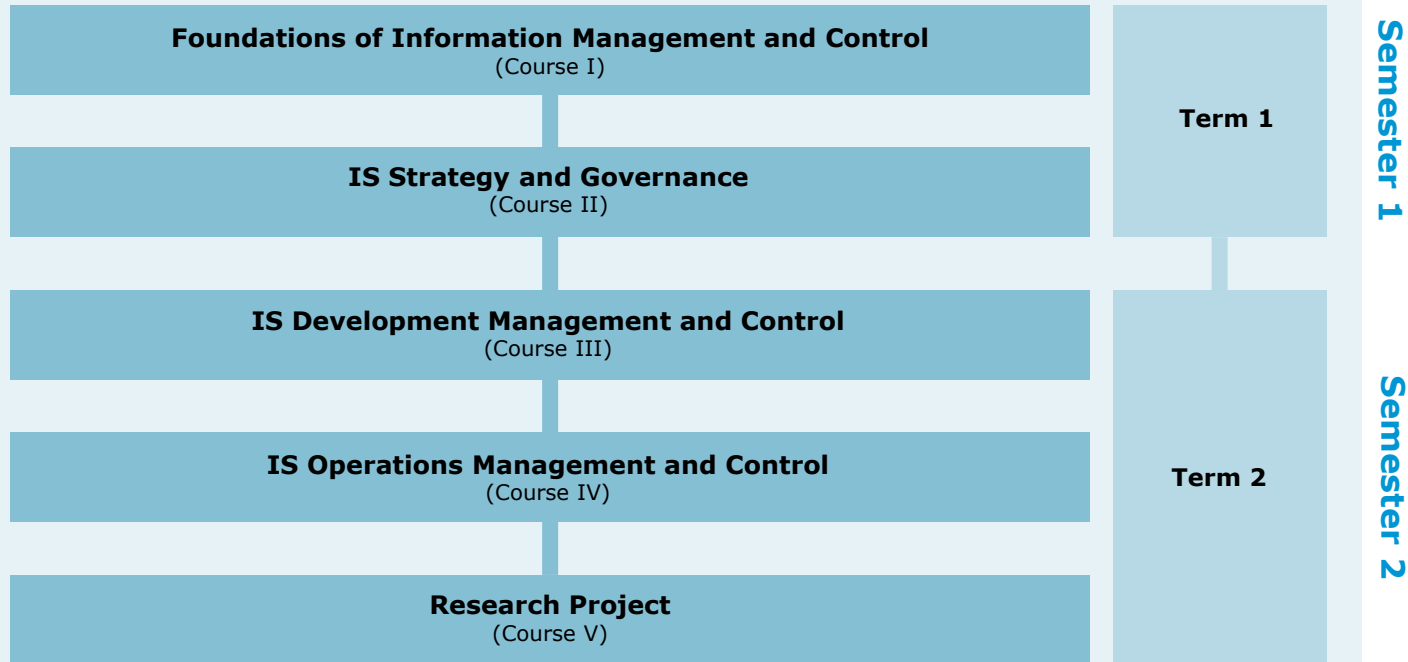 Foundations of Information Management and Control
(Course I)
Term 1
Semester 1
IS Strategy and Governance
(Course II)
IS Development Management and Control
(Course III)
IS Operations Management and Control
(Course IV)
Term 2
Semester 2
Research Project
(Course V)